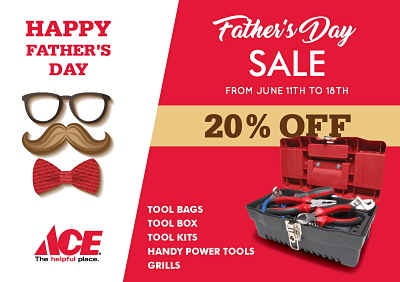 HAPPY
FATHER'S
DAY
ACE
The helpful place.
Father's Day
SALE
FROM JUNE 11TH TO 18TH
20% OFF
TOOL BAGS
TOOL BOX
TOOL KITS
HANDY POWER TOOLS
GRILLS